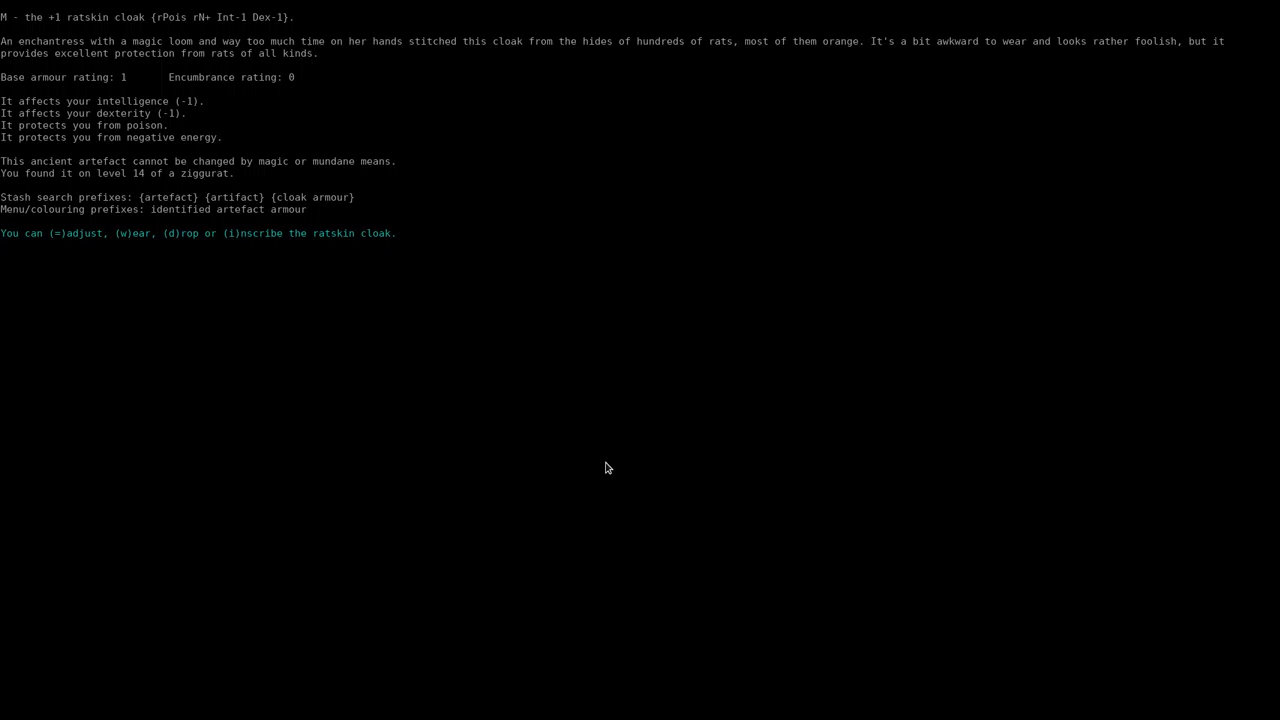 M - the +1 ratskin cloak {rPois rN+ Int-1 Dex-1}.
An enchantress with a magic loom and way too much time on her hands stitched this cloak from the hides of hundreds of rats, most of them orange. It's a bit awkward to wear and looks rather foolish, but it
provides excellent protection from rats of all kinds.
Base armour rating: 1       Encumbrance rating: 0
It affects your intelligence (-1).
It affects your dexterity (-1).
It protects you from poison.
It protects you from negative energy.
This ancient artefact cannot be changed by magic or mundane means.
You found it on level 14 of a ziggurat.
Stash search prefixes: {artefact} {artifact} {cloak armour}
Menu/colouring prefixes: identified artefact armour
You can (=)adjust, (w)ear, (d)rop or (i)nscribe the ratskin cloak.